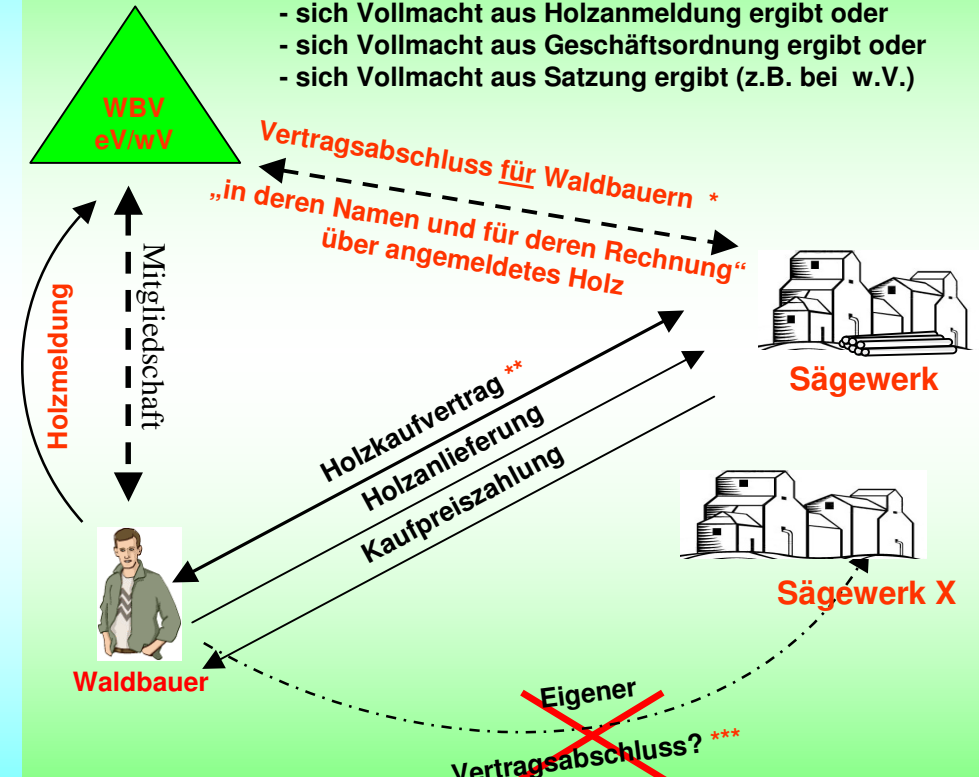 - sich Vollmacht aus Holzanmeldung ergibt oder
- sich Vollmacht aus Geschäftsordnung ergibt oder
- sich Vollmacht aus Satzung ergibt (z.B. bei w.V.)
WBV
eV/wV
Vertragsabschluss für Waldbauern *
„in deren Namen und für deren Rechnung“
über angemeldetes Holz
Mitgliedschaft
Holzmeldung
Sägewerk
Holzkaufvertrag **
Holzanlieferung
Kaufpreiszahlung
Sägewerk X
Waldbauer
Eigener
Vertragsabschluss? ***